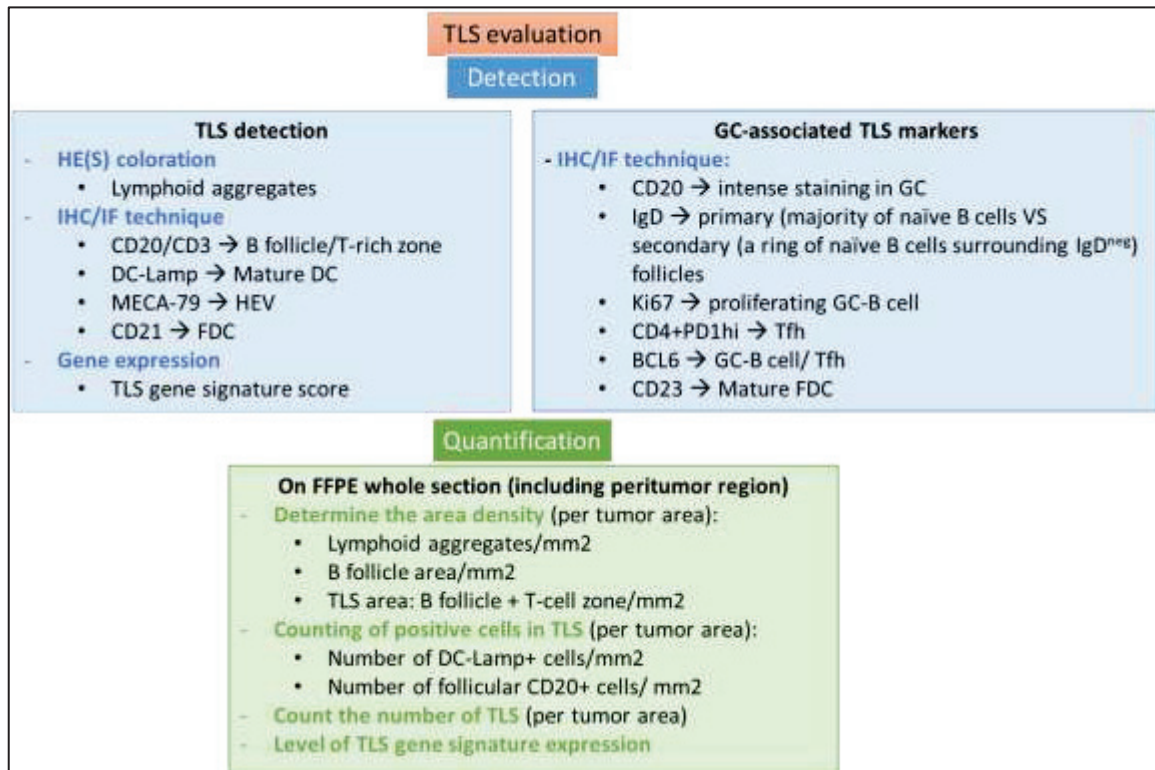 TLS evaluation
Detection
TLS detection
- HE(S) coloration
• Lymphoid aggregates
- IHC/IF technique
• CD20/CD3 → B follicle/T-rich zone
• DC-Lamp → Mature DC
• MECA-79 → HEV
• CD21 → FDC
- Gene expression
• TLS gene signature score
GC-associated TLS markers
- IHC/IF technique:
• CD20 → intense staining in GC
• IgD → primary (majority of naïve B cells VS
secondary (a ring of naïve B cells surrounding IgDⁿᵉᵍ)
follicles
• Ki67 → proliferating GC-B cell
• CD4+PD1hi → Tfh
• BCL6 → GC-B cell/ Tfh
• CD23 → Mature FDC
Quantification
On FFPE whole section (including peritumor region)
- Determine the area density (per tumor area):
• Lymphoid aggregates/mm2
• B follicle area/mm2
• TLS area: B follicle + T-cell zone/mm2
- Counting of positive cells in TLS (per tumor area):
• Number of DC-Lamp+ cells/mm2
• Number of follicular CD20+ cells/ mm2
- Count the number of TLS (per tumor area)
- Level of TLS gene signature expression